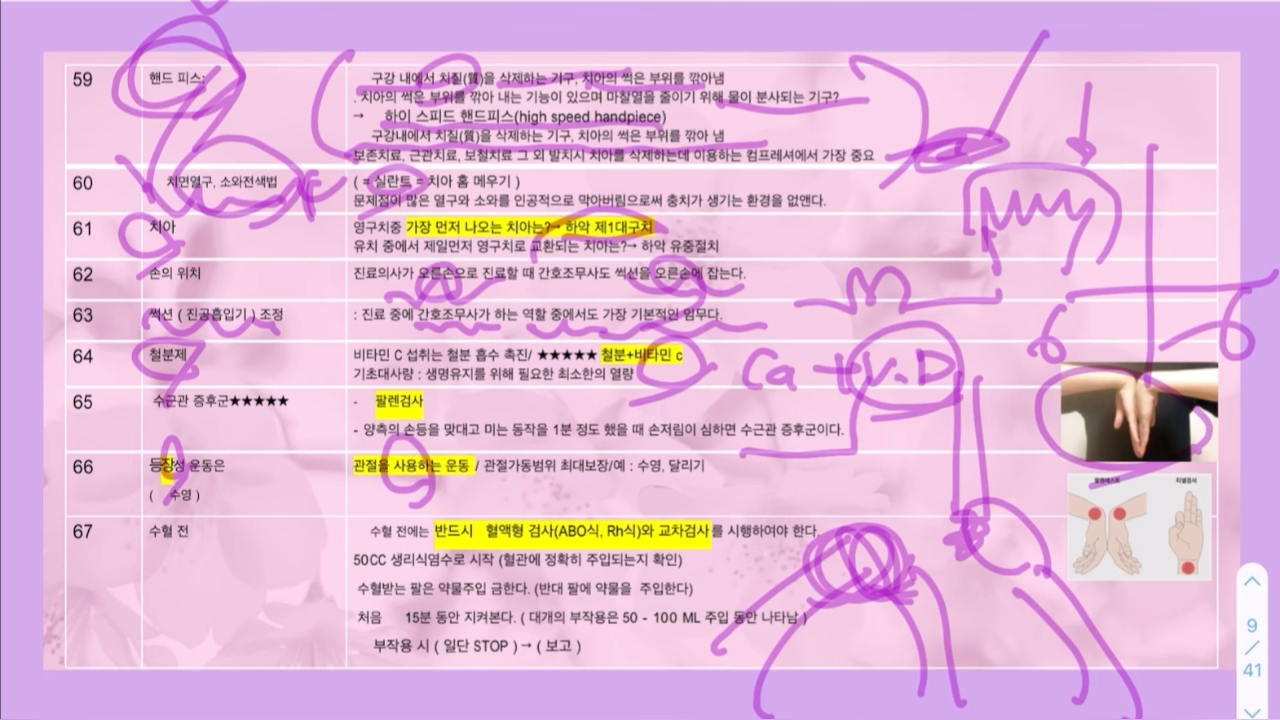 59 핸드 피스: 구강 내에서 치질(質)을 삭제하는 기구, 치아의 썩은 부위를 깎아냄
. 치아의 썩은 부위를 깎아 내는 기능이 있으며 마찰열을 줄이기 위해 물이 분사되는 기구?
→ 하이 스피드 핸드피스(high speed handpiece)
구강내에서 치질(質)을 삭제하는 기구, 치아의 썩은 부위를 깎아 냄
보존치료, 근관치료, 보철치료 그 외 발치시 치아를 삭제하는데 이용하는 컴프레셔에서 가장 중요
60 치면열구, 소와전색법 ( = 실란트 = 치아 홈 메우기 )
문제점이 많은 열구와 소와를 인공적으로 막아버림으로써 충치가 생기는 환경을 없앤다.
61 치아 영구치중 가장 먼저 나오는 치아는?→ 하악 제1대구치
유치 중에서 제일먼저 영구치로 교환되는 치아는?→ 하악 유중절치
62 손의 위치 진료의사가 오른손으로 진료할 때 간호조무사도 썩션을 오른손에 잡는다.
63 썩션 ( 진공흡입기 ) 조정 : 진료 중에 간호조무사가 하는 역할 중에서도 가장 기본적인 임무다.
64 철분제 비타민 C 섭취는 철분 흡수 촉진/ ★★★★★ 철분+비타민 c
기초대사량 : 생명유지를 위해 필요한 최소한의 열량
Ca + V.D
6 6
65 수근관 증후군★★★★★ - 팔렌검사
- 양측의 손등을 맞대고 미는 동작을 1분 정도 했을 때 손저림이 심하면 수근관 증후군이다.
66 등장성 운동은 관절을 사용하는 운동 / 관절가동범위 최대보장/예 : 수영, 달리기
( 수영 )
67 수혈 전 수혈 전에는 반드시 혈액형 검사(ABO식, Rh식)와 교차검사를 시행하여야 한다.
50CC 생리식염수로 시작 (혈관에 정확히 주입되는지 확인)
수혈받는 팔은 약물주입 금한다. (반대 팔에 약물을 주입한다)
처음 15분 동안 지켜본다. ( 대개의 부작용은 50 - 100 ML 주입 동안 나타남 )
부작용 시 ( 일단 STOP ) → ( 보고 )
9
/
41